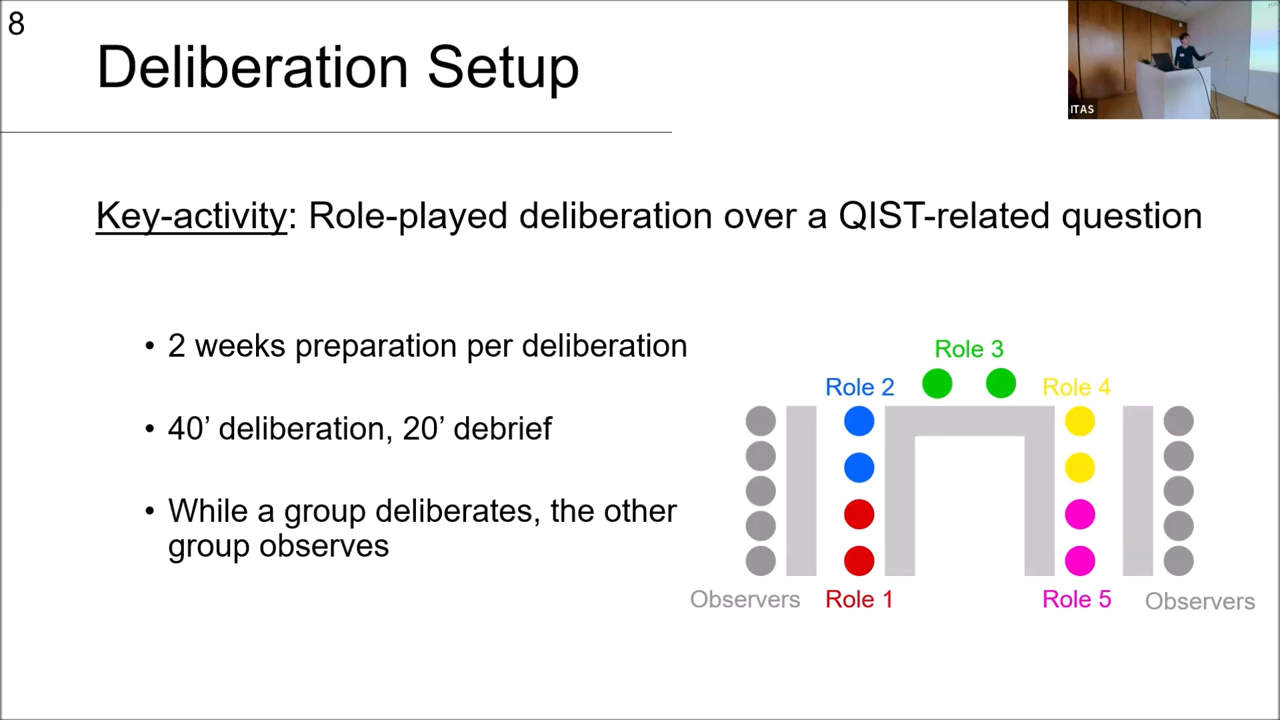 8
Deliberation Setup
ITAS
Key-activity: Role-played deliberation over a QIST-related question
• 2 weeks preparation per deliberation
• 40’ deliberation, 20’ debrief
• While a group deliberates, the other
group observes
Role 3
Role 2
Role 4
Observers
Role 1
Role 5
Observers